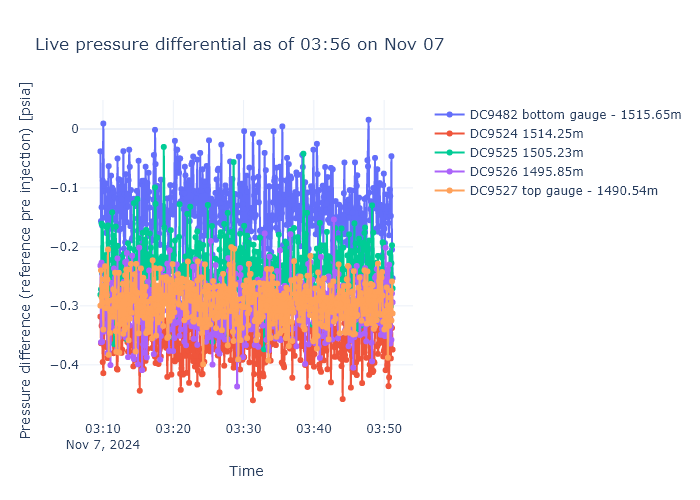 Live pressure differential as of 03:56 on Nov 07
Pressure difference (reference pre injection) [psia]
0
−0.1
−0.2
−0.3
−0.4
03:10
Nov 7, 2024
03:20
03:30
03:40
03:50
Time
DC9482 bottom gauge - 1515.65m
DC9524 1514.25m
DC9525 1505.23m
DC9526 1495.85m
DC9527 top gauge - 1490.54m